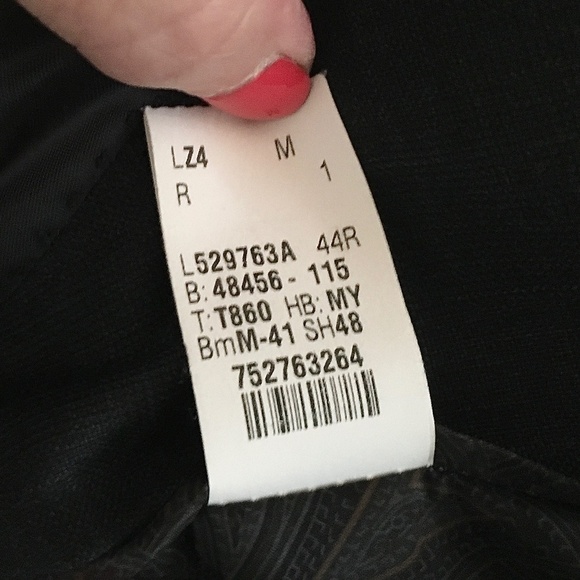 LZ4 M
R 1
L529763A 44R
B: 48456 - 115
T: T860 HB: MY
BmM-41 SH48
752763264